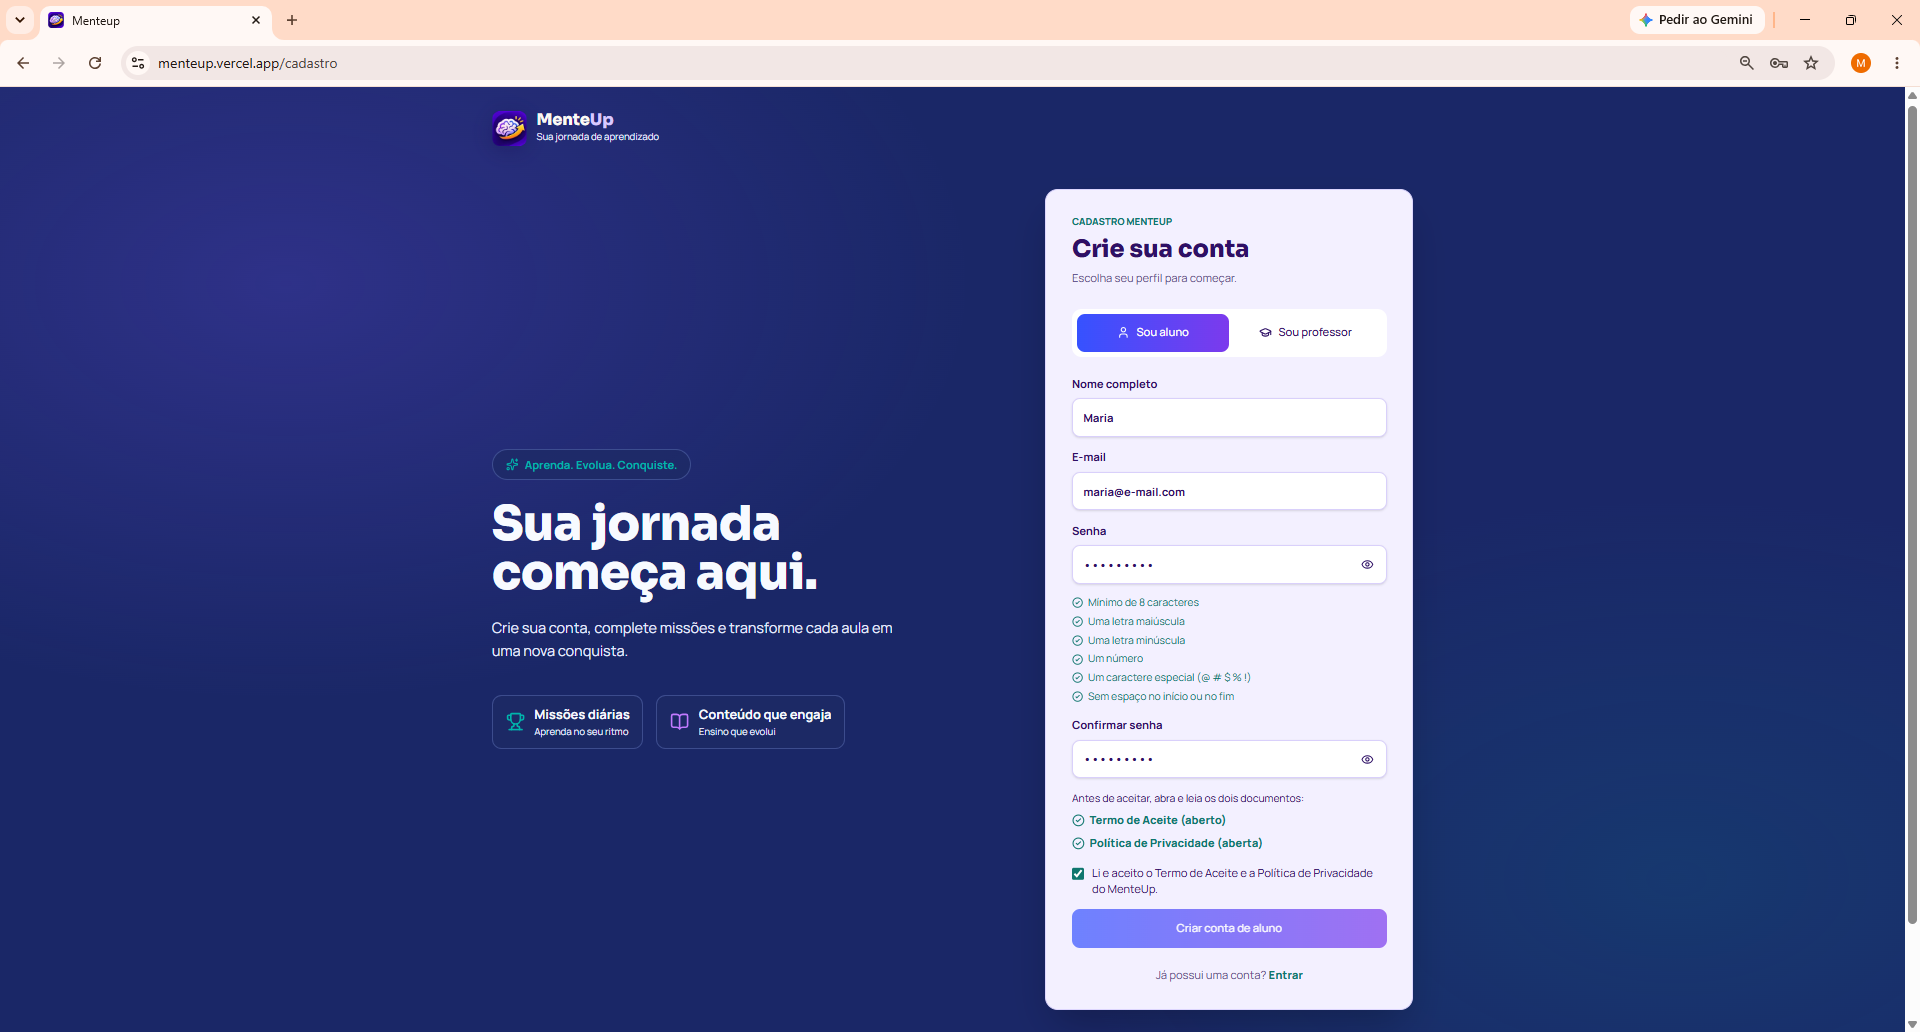 Menteup
Pedir ao Gemini
menteup.vercel.app/cadastro
M
MenteUp
Sua jornada de aprendizado
Aprenda. Evolua. Conquiste.
Sua jornada
começa aqui.
Crie sua conta, complete missões e transforme cada aula em
uma nova conquista.
Missões diárias
Aprenda no seu ritmo
Conteúdo que engaja
Ensino que evolui
CADASTRO MENTEUP
Crie sua conta
Escolha seu perfil para começar.
Sou aluno
Sou professor
Nome completo
Maria
E-mail
maria@e-mail.com
Senha
•••••••••
Mínimo de 8 caracteres
Uma letra maiúscula
Uma letra minúscula
Um número
Um caractere especial (@ # $ % !)
Sem espaço no início ou no fim
Confirmar senha
•••••••••
Antes de aceitar, abra e leia os dois documentos:
Termo de Aceite (aberto)
Política de Privacidade (aberta)
Li e aceito o Termo de Aceite e a Política de Privacidade
do MenteUp.
Criar conta de aluno
Já possui uma conta? Entrar